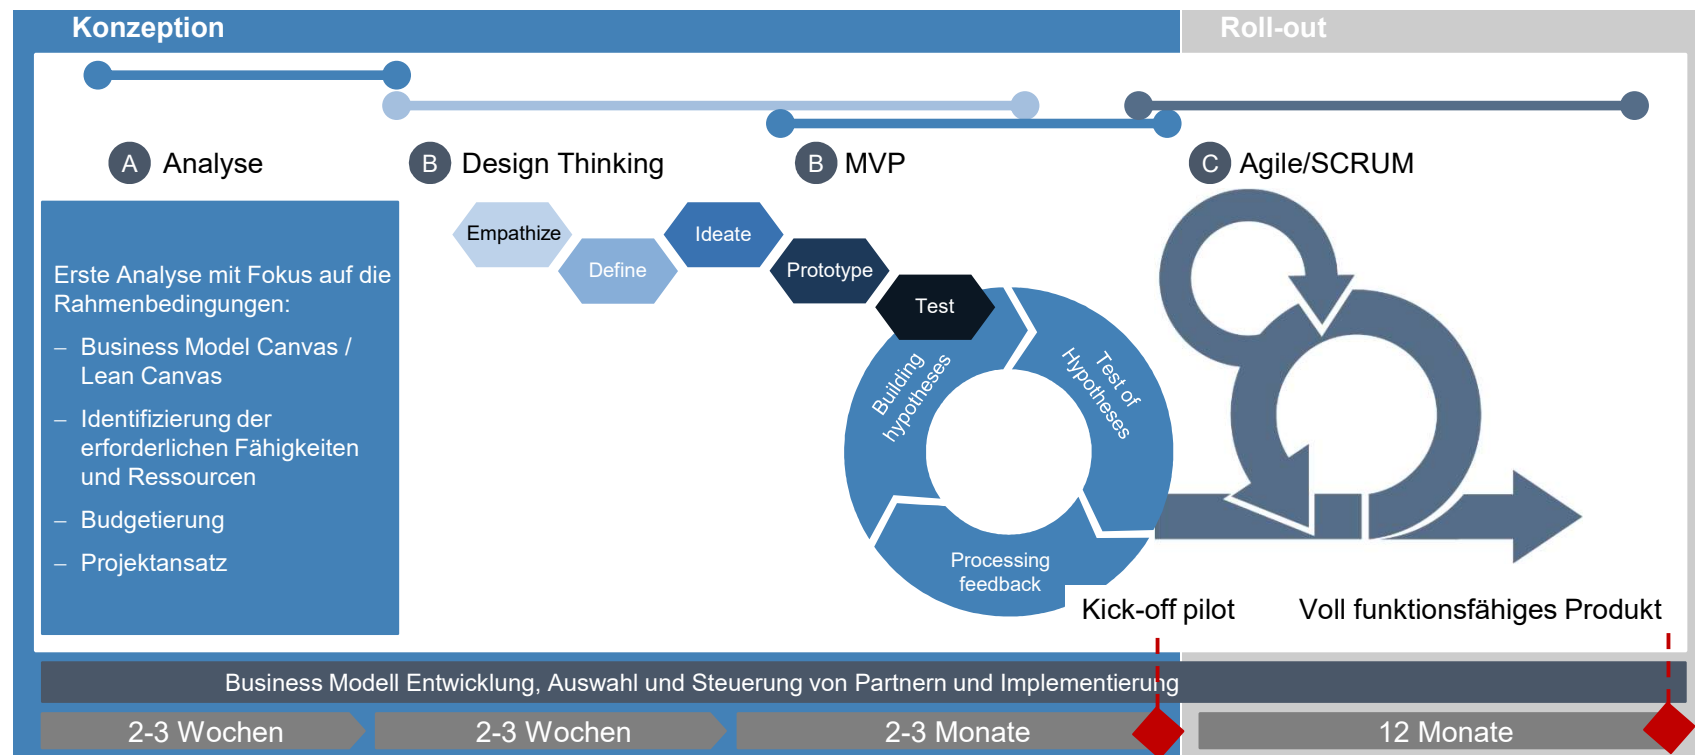 Konzeption
Roll-out
A Analyse
B Design Thinking
B MVP
C Agile/SCRUM
Erste Analyse mit Fokus auf die
Rahmenbedingungen:
– Business Model Canvas /
Lean Canvas
– Identifizierung der
erforderlichen Fähigkeiten
und Ressourcen
– Budgetierung
– Projektansatz
Empathize
Define
Ideate
Prototype
Test
Building
hypotheses
Test of
Hypotheses
Processing
feedback
Kick-off pilot
Voll funktionsfähiges Produkt
Business Modell Entwicklung, Auswahl und Steuerung von Partnern und Implementierung
2-3 Wochen
2-3 Wochen
2-3 Monate
12 Monate